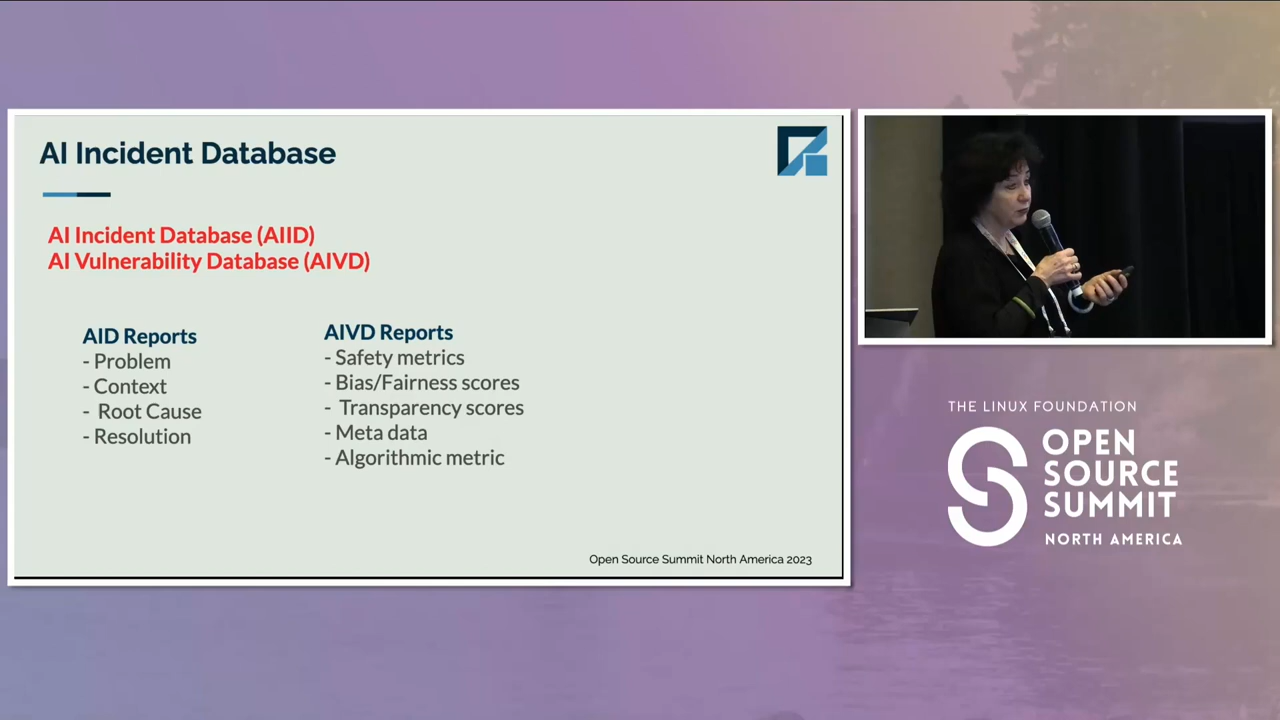 AI Incident Database
AI Incident Database (AIID)
AI Vulnerability Database (AIVD)
AID Reports
- Problem
- Context
- Root Cause
- Resolution
AIVD Reports
- Safety metrics
- Bias/Fairness scores
- Transparency scores
- Meta data
- Algorithmic metric
Open Source Summit North America 2023
THE LINUX FOUNDATION
OPEN
SOURCE
SUMMIT
NORTH AMERICA